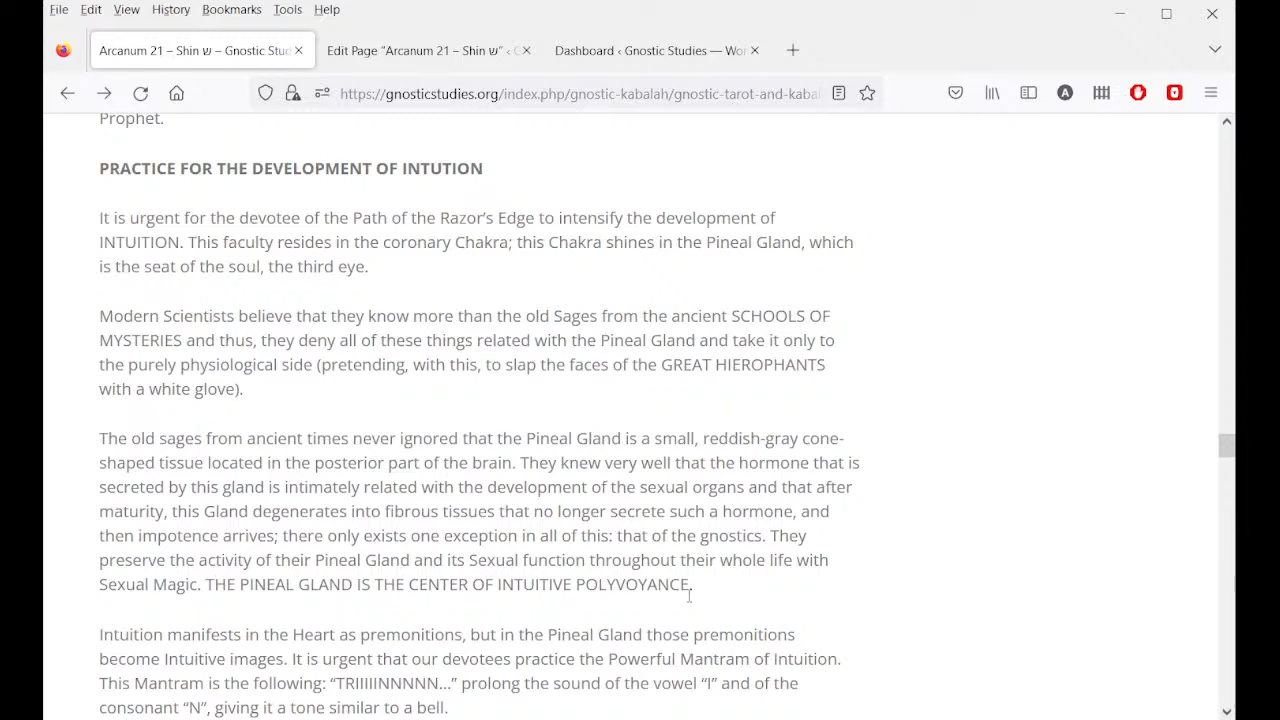 File Edit View History Bookmarks Tools Help
Arcanum 21 – Shin ש – Gnostic Stud
Edit Page “Arcanum 21 – Shin ש” ‹ G
Dashboard ‹ Gnostic Studies — Wor
https://gnosticstudies.org/index.php/gnostic-kabalah/gnostic-tarot-and-kaba
Prophet.
PRACTICE FOR THE DEVELOPMENT OF INTUTION
It is urgent for the devotee of the Path of the Razor’s Edge to intensify the development of
INTUITION. This faculty resides in the coronary Chakra; this Chakra shines in the Pineal Gland, which
is the seat of the soul, the third eye.
Modern Scientists believe that they know more than the old Sages from the ancient SCHOOLS OF
MYSTERIES and thus, they deny all of these things related with the Pineal Gland and take it only to
the purely physiological side (pretending, with this, to slap the faces of the GREAT HIEROPHANTS
with a white glove).
The old sages from ancient times never ignored that the Pineal Gland is a small, reddish-gray cone-
shaped tissue located in the posterior part of the brain. They knew very well that the hormone that is
secreted by this gland is intimately related with the development of the sexual organs and that after
maturity, this Gland degenerates into fibrous tissues that no longer secrete such a hormone, and
then impotence arrives; there only exists one exception in all of this: that of the gnostics. They
preserve the activity of their Pineal Gland and its Sexual function throughout their whole life with
Sexual Magic. THE PINEAL GLAND IS THE CENTER OF INTUITIVE POLYVOYANCE.
Intuition manifests in the Heart as premonitions, but in the Pineal Gland those premonitions
become Intuitive images. It is urgent that our devotees practice the Powerful Mantram of Intuition.
This Mantram is the following: “TRIIIIINNNNN…” prolong the sound of the vowel “I” and of the
consonant “N”, giving it a tone similar to a bell.